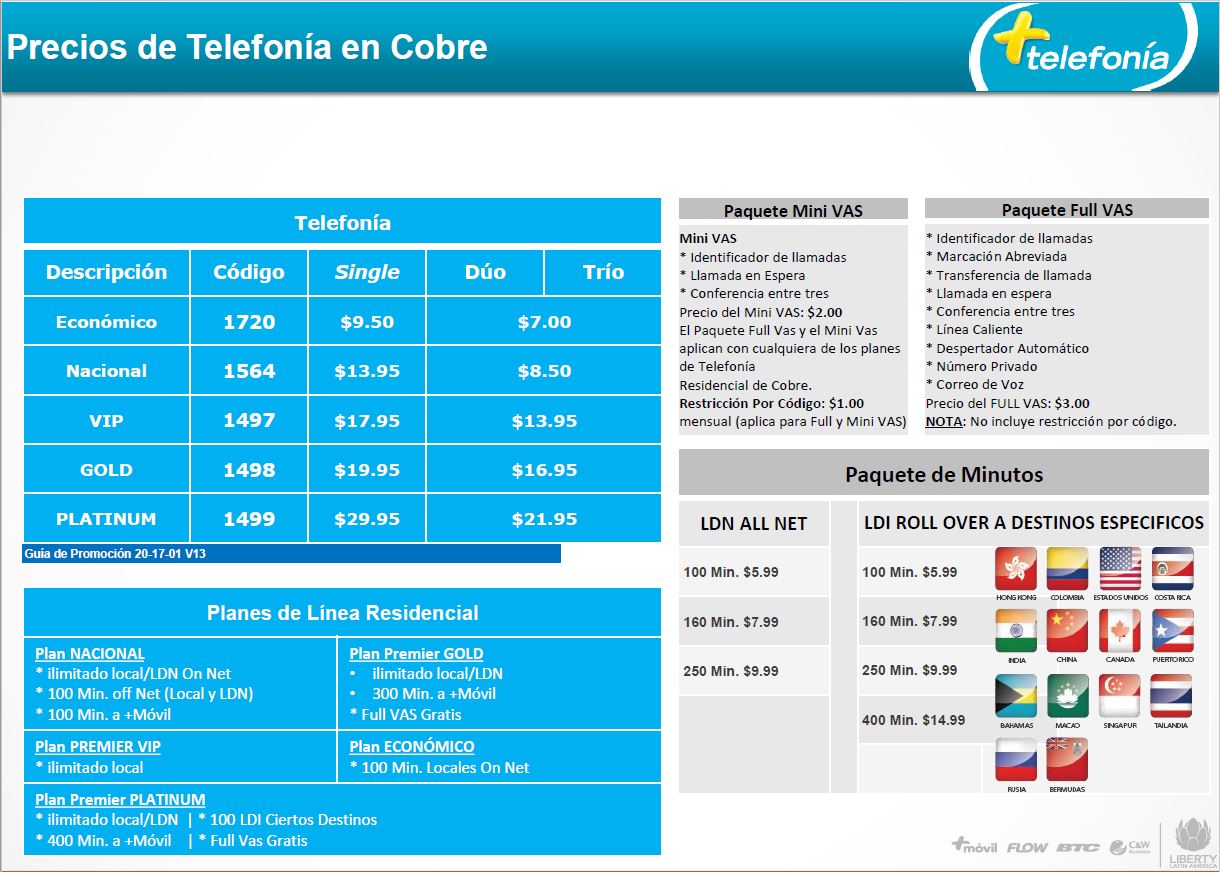 Precios de Telefonía en Cobre
+telefonía
Telefonía
Descripción Código Single Dúo Trío
Económico 1720 $9.50 $7.00
Nacional 1564 $13.95 $8.50
VIP 1497 $17.95 $13.95
GOLD 1498 $19.95 $16.95
PLATINUM 1499 $29.95 $21.95
Guía de Promoción 20-17-01 V13
Planes de Línea Residencial
Plan NACIONAL
* ilimitado local/LDN On Net
* 100 Min. off Net (Local y LDN)
* 100 Min. a +Móvil
Plan Premier GOLD
• ilimitado local/LDN
• 300 Min. a +Móvil
* Full VAS Gratis
Plan PREMIER VIP
* ilimitado local
Plan ECONÓMICO
* 100 Min. Locales On Net
Plan Premier PLATINUM
* ilimitado local/LDN | * 100 LDI Ciertos Destinos
* 400 Min. a +Móvil | * Full Vas Gratis
Paquete Mini VAS
Mini VAS
* Identificador de llamadas
* Llamada en Espera
* Conferencia entre tres
Precio del Mini VAS: $2.00
El Paquete Full Vas y el Mini Vas
aplican con cualquiera de los planes
de Telefonía
Residencial de Cobre.
Restricción Por Código: $1.00
mensual (aplica para Full y Mini VAS)
Paquete Full VAS
* Identificador de llamadas
* Marcación Abreviada
* Transferencia de llamada
* Llamada en espera
* Conferencia entre tres
* Línea Caliente
* Despertador Automático
* Número Privado
* Correo de Voz
Precio del FULL VAS: $3.00
NOTA: No incluye restricción por código.
Paquete de Minutos
LDN ALL NET
100 Min. $5.99
160 Min. $7.99
250 Min. $9.99
LDI ROLL OVER A DESTINOS ESPECIFICOS
100 Min. $5.99
160 Min. $7.99
250 Min. $9.99
400 Min. $14.99
HONG KONG COLOMBIA ESTADOS UNIDOS COSTA RICA
INDIA CHINA CANADA PUERTO RICO
BAHAMAS MACAO SINGAPUR TAILANDIA
RUSIA BERMUDAS
+móvil FLOW BTC C&W Business
LIBERTY
LATIN AMERICA